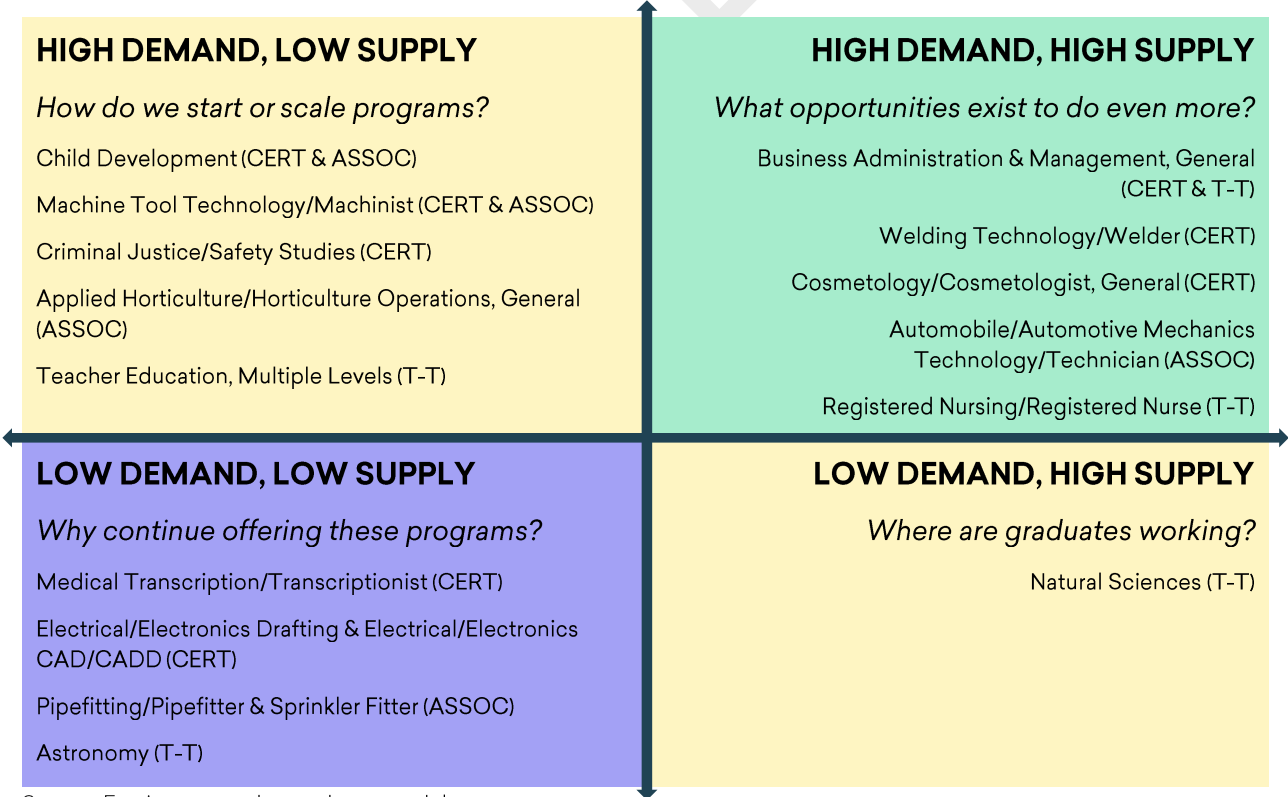 HIGH DEMAND, LOW SUPPLY
How do we start or scale programs?
Child Development (CERT & ASSOC)
Machine Tool Technology/Machinist (CERT & ASSOC)
Criminal Justice/Safety Studies (CERT)
Applied Horticulture/Horticulture Operations, General
(ASSOC)
Teacher Education, Multiple Levels (T-T)
HIGH DEMAND, HIGH SUPPLY
What opportunities exist to do even more?
Business Administration & Management, General
(CERT & T-T)
Welding Technology/Welder (CERT)
Cosmetology/Cosmetologist, General (CERT)
Automobile/Automotive Mechanics
Technology/Technician (ASSOC)
Registered Nursing/Registered Nurse (T-T)
LOW DEMAND, LOW SUPPLY
Why continue offering these programs?
Medical Transcription/Transcriptionist (CERT)
Electrical/Electronics Drafting & Electrical/Electronics
CAD/CADD (CERT)
Pipefitting/Pipefitter & Sprinkler Fitter (ASSOC)
Astronomy (T-T)
LOW DEMAND, HIGH SUPPLY
Where are graduates working?
Natural Sciences (T-T)